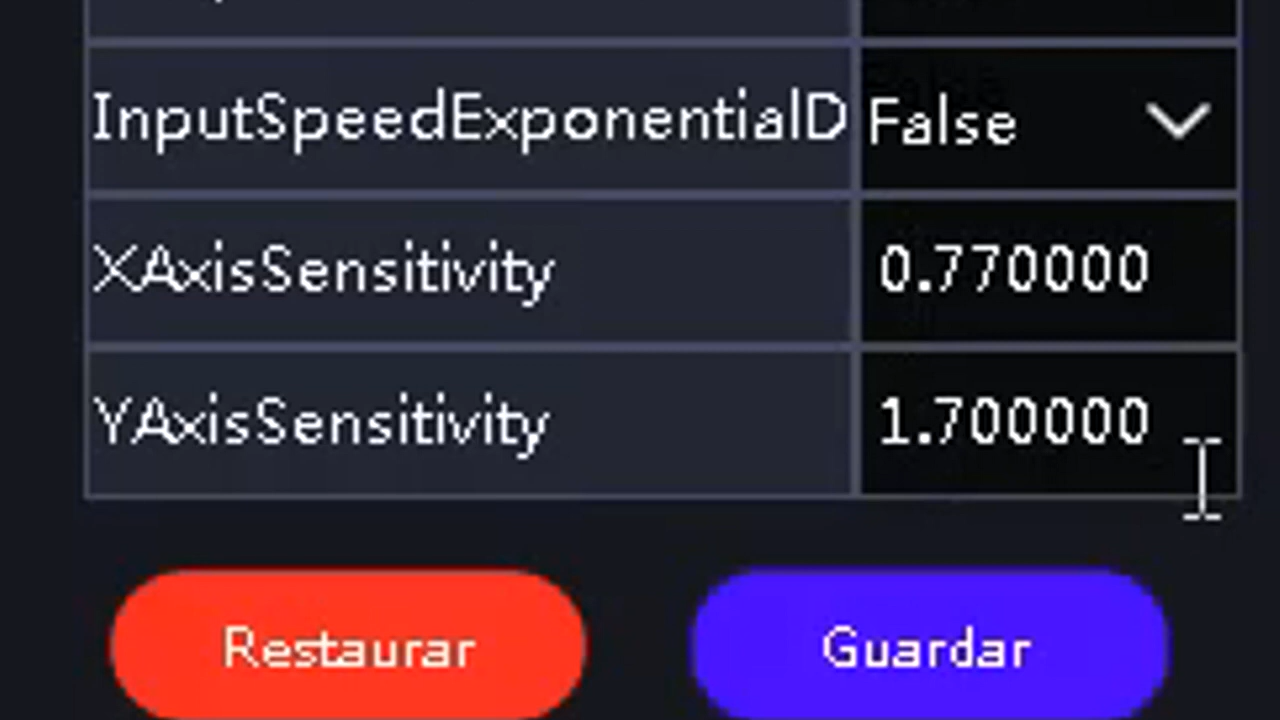 InputSpeedExponentialD False
XAxisSensitivity 0.770000
YAxisSensitivity 1.700000
Restaurar Guardar